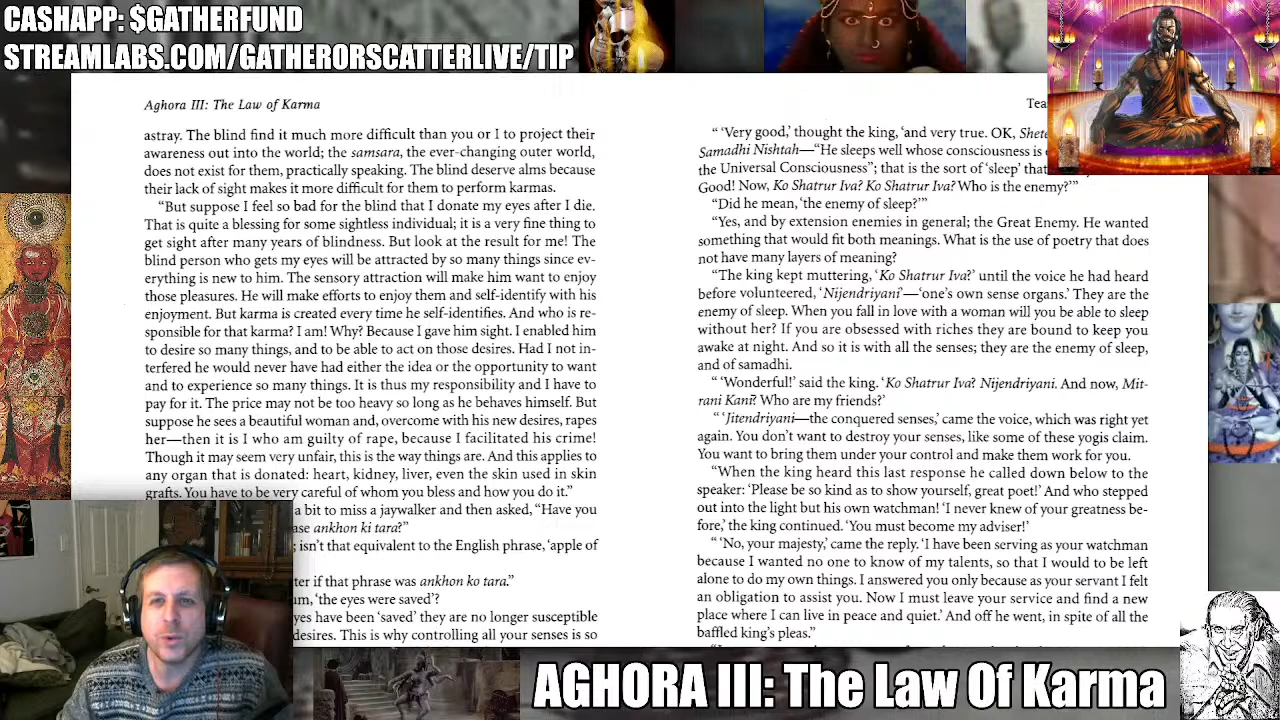 CASHAPP: $GATHERFUND
STREAMLABS.COM/GATHERORSCATTERLIVE/TIP
Aghora III: The Law of Karma
astray. The blind find it much more difficult than you or I to project their
awareness out into the world; the samsara, the ever-changing outer world,
does not exist for them, practically speaking. The blind deserve alms because
their lack of sight makes it more difficult for them to perform karmas.
“But suppose I feel so bad for the blind that I donate my eyes after I die.
That is quite a blessing for some sightless individual; it is a very fine thing to
get sight after many years of blindness. But look at the result for me! The
blind person who gets my eyes will be attracted by so many things since ev-
erything is new to him. The sensory attraction will make him want to enjoy
those pleasures. He will make efforts to enjoy them and self-identify with his
enjoyment. But karma is created every time he self-identifies. And who is re-
sponsible for that karma? I am! Why? Because I gave him sight. I enabled him
to desire so many things, and to be able to act on those desires. Had I not in-
terfered he would never have had either the idea or the opportunity to want
and to experience so many things. It is thus my responsibility and I have to
pay for it. The price may not be too heavy so long as he behaves himself. But
suppose he sees a beautiful woman and, overcome with his new desires, rapes
her—then it is I who am guilty of rape, because I facilitated his crime!
Though it may seem very unfair, this is the way things are. And this applies to
any organ that is donated: heart, kidney, liver, even the skin used in skin
grafts. You have to be very careful of whom you bless and how you do it.”
a bit to miss a jaywalker and then asked, “Have you
ase ankhon ki tara?”
; isn’t that equivalent to the English phrase, ‘apple of
ter if that phrase was ankhon ko tara.”
um, ‘the eyes were saved’?
yes have been ‘saved’ they are no longer susceptible
desires. This is why controlling all your senses is so
“ ‘Very good,’ thought the king, ‘and very true. OK, Shete
Samadhi Nishtah—“He sleeps well whose consciousness is
the Universal Consciousness”; that is the sort of ‘sleep’ that
Good! Now, Ko Shatrur Iva? Ko Shatrur Iva? Who is the enemy?’”
“Did he mean, ‘the enemy of sleep?’”
“Yes, and by extension enemies in general; the Great Enemy. He wanted
something that would fit both meanings. What is the use of poetry that does
not have many layers of meaning?
“The king kept muttering, ‘Ko Shatrur Iva?’ until the voice he had heard
before volunteered, ‘Nijendriyani’—‘one’s own sense organs.’ They are the
enemy of sleep. When you fall in love with a woman will you be able to sleep
without her? If you are obsessed with riches they are bound to keep you
awake at night. And so it is with all the senses; they are the enemy of sleep,
and of samadhi.
“ ‘Wonderful!’ said the king. ‘Ko Shatrur Iva? Nijendriyani. And now, Mit-
rani Kani? Who are my friends?’
“ ‘Jitendriyani—the conquered senses,’ came the voice, which was right yet
again. You don’t want to destroy your senses, like some of these yogis claim.
You want to bring them under your control and make them work for you.
“When the king heard this last response he called down below to the
speaker: ‘Please be so kind as to show yourself, great poet!’ And who stepped
out into the light but his own watchman! ‘I never knew of your greatness be-
fore,’ the king continued. ‘You must become my adviser!’
“ ‘No, your majesty,’ came the reply. ‘I have been serving as your watchman
because I wanted no one to know of my talents, so that I would to be left
alone to do my own things. I answered you only because as your servant I felt
an obligation to assist you. Now I must leave your service and find a new
place where I can live in peace and quiet.’ And off he went, in spite of all the
baffled king’s pleas.”
AGHORA III: The Law Of Karma